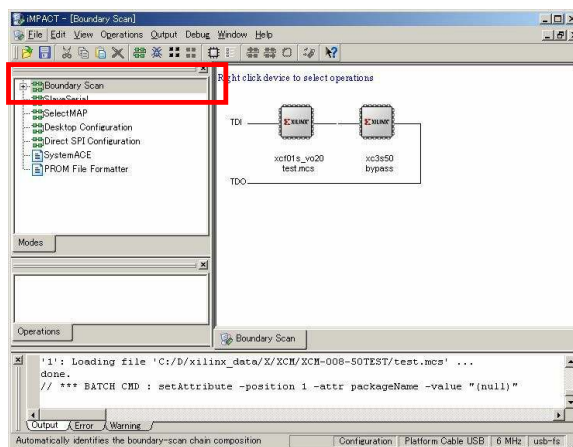 iMPACT - [Boundary Scan]
File Edit View Operations Output Debug Window Help
Boundary Scan
SlaveSerial
SelectMAP
Desktop Configuration
Direct SPI Configuration
SystemACE
PROM File Formatter
Modes
Operations
Right click device to select operations
TDI
XILINX XILINX
xcf01s_vo20 xc3s50
test.mcs bypass
TDO
Boundary Scan
'1': Loading file 'C:/D/xilinx_data/X/XCM/XCM-008-50TEST/test.mcs' ...
done.
// *** BATCH CMD : setAttribute -position 1 -attr packageName -value "(null)"
Output Error Warning
Automatically identifies the boundary-scan chain composition Configuration Platform Cable USB 6 MHz usb-fs